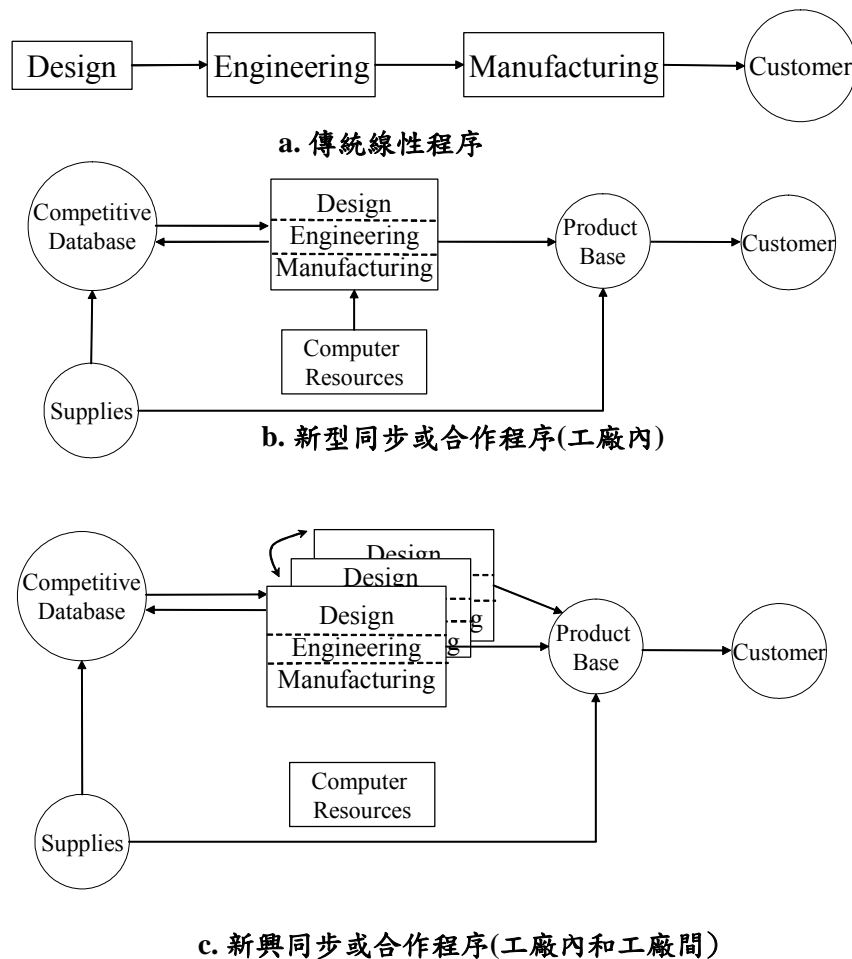 Design
Engineering
Manufacturing
Customer
a. 傳統線性程序
Competitive
Database
Design
Engineering
Manufacturing
Product
Base
Customer
Computer
Resources
Supplies
b. 新型同步或合作程序(工廠內)
Competitive
Database
Design
Design
Design
Engineering
Manufacturing
g
g
Product
Base
Customer
Computer
Resources
Supplies
c. 新興同步或合作程序(工廠內和工廠間）